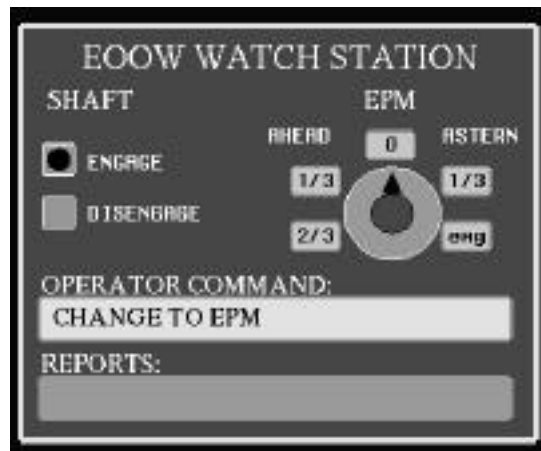 EOOW WATCH STATION
SHAFT EPM
AHEAD 0 ASTERN
ENGAGE 1/3 1/3
DISENGAGE 2/3 emg
OPERATOR COMMAND:
CHANGE TO EPM
REPORTS: